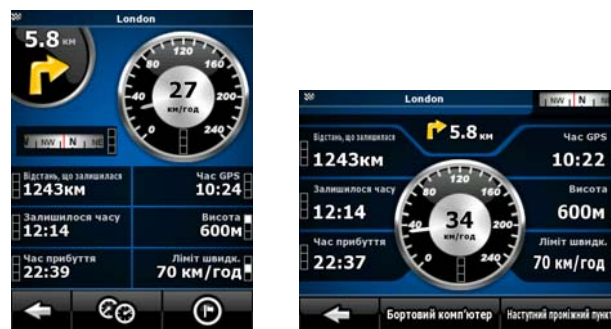 London
5.8 км
80
120
160
40
27
км/год
200
0
240
NW
N
NE
Відстань, що залишилася
1243км
Час GPS
10:24
Залишилося часу
12:14
Висота
600м
Час прибуття
22:39
Ліміт швидк.
70 км/год
London
NW
N
5.8 км
Відстань, що залишилася
1243км
Час GPS
10:22
Залишилося часу
12:14
Висота
600м
80
120
160
40
34
км/год
200
0
240
Час прибуття
22:37
Ліміт швидк.
70 км/год
Бортовий комп'ютер
Наступний проміжний пункт